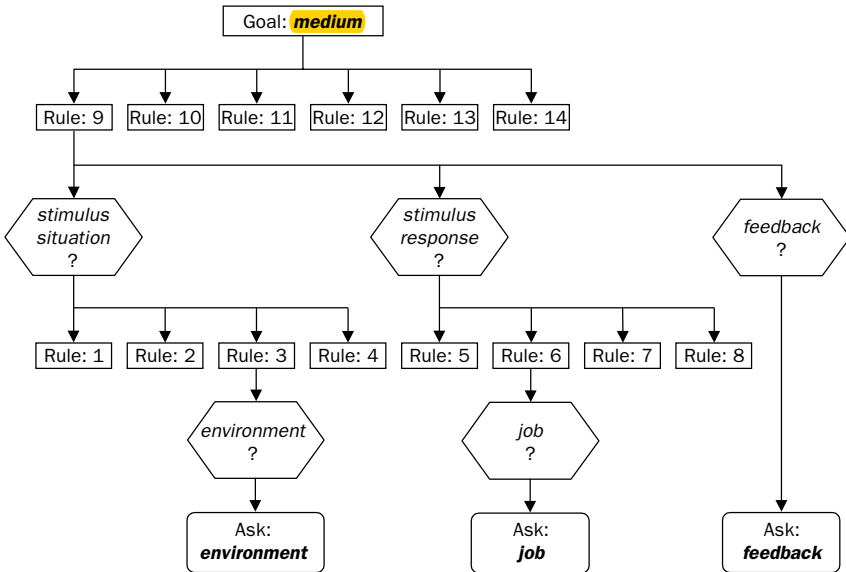 Goal: medium
Rule: 9
Rule: 10
Rule: 11
Rule: 12
Rule: 13
Rule: 14
stimulus
situation
?
stimulus
response
?
feedback
?
Rule: 1
Rule: 2
Rule: 3
Rule: 4
Rule: 5
Rule: 6
Rule: 7
Rule: 8
environment
?
job
?
Ask:
environment
Ask:
job
Ask:
feedback